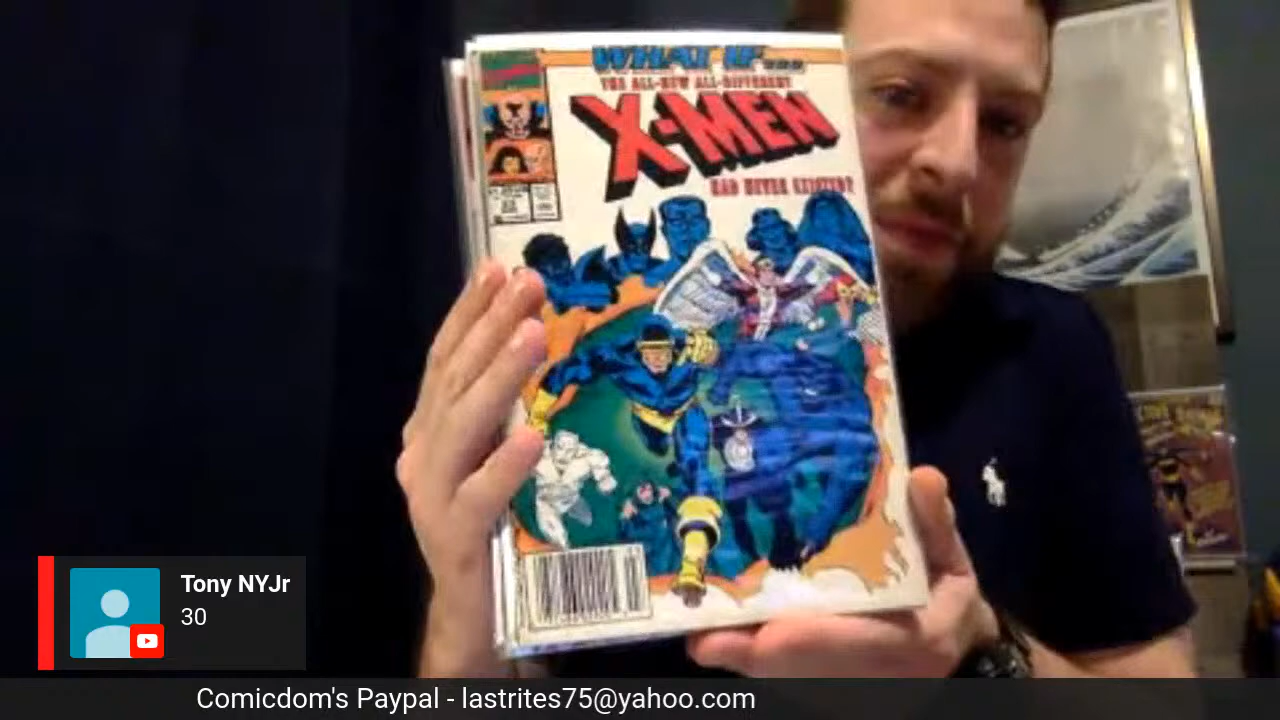 WHAT IF...
THE ALL-NEW ALL-DIFFERENT
X-MEN
HAD NEVER EXISTED?
Tony NYJr
30
Comicdom's Paypal - lastrites75@yahoo.com